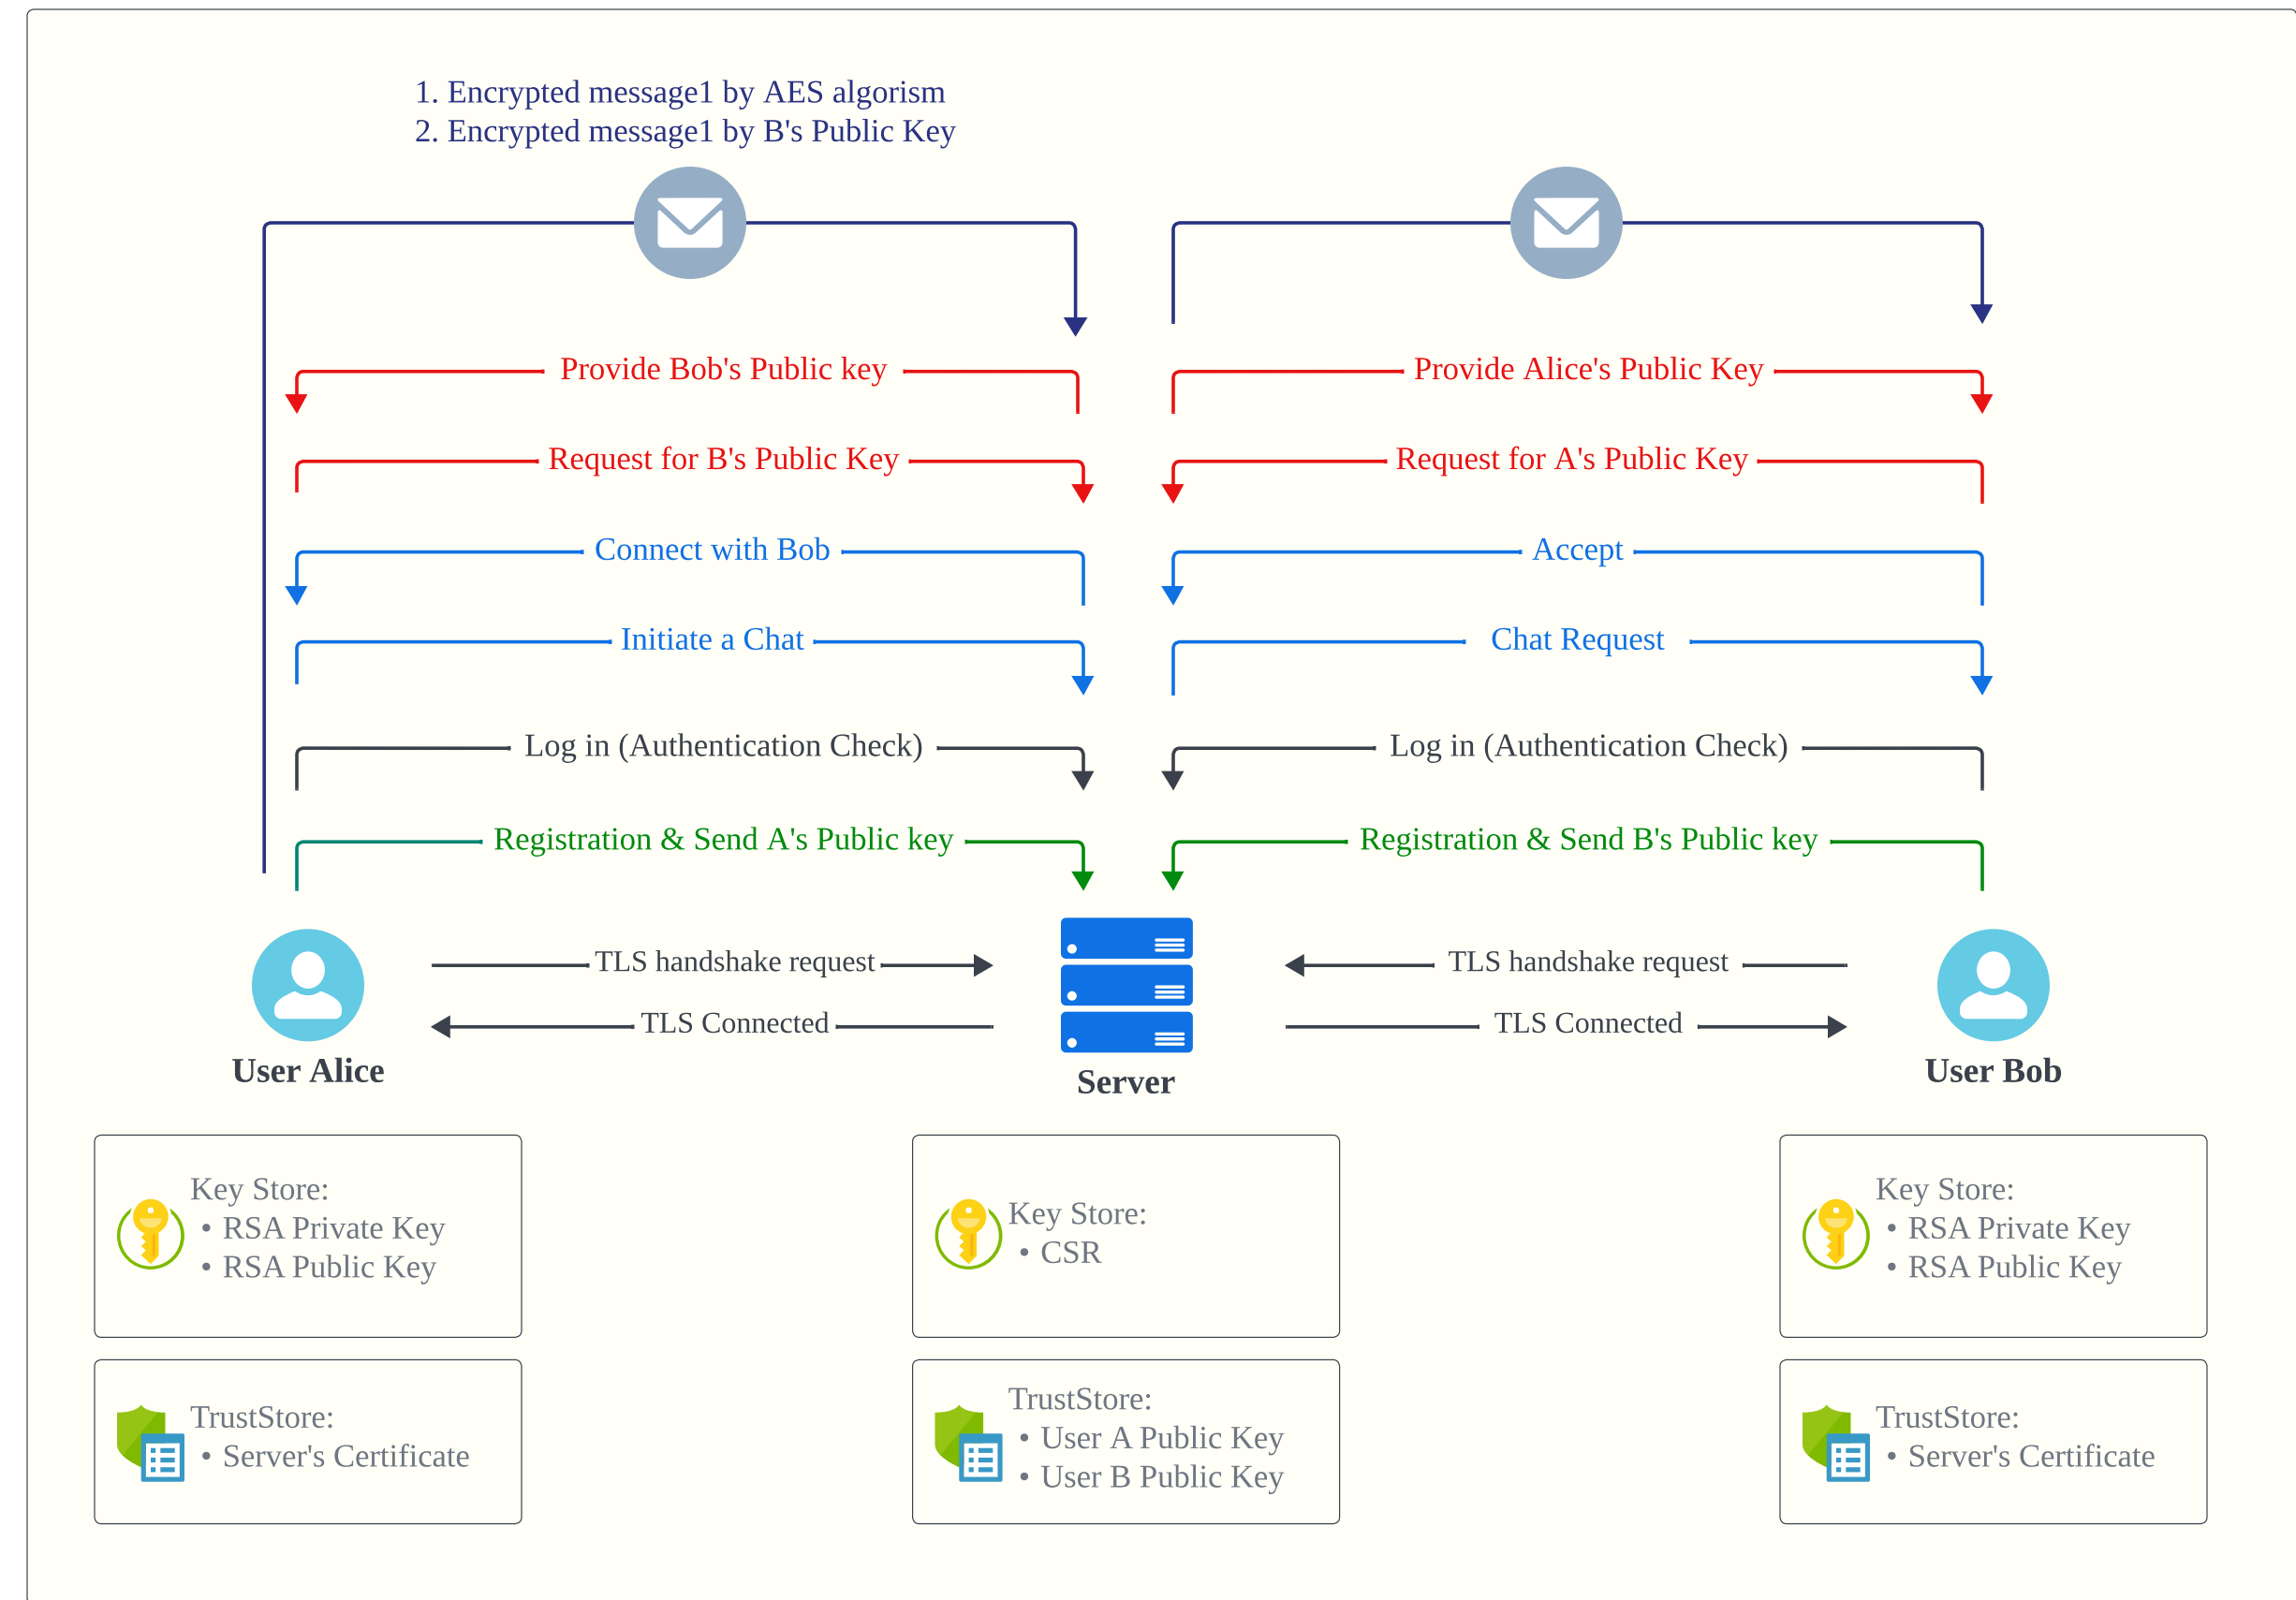 1. Encrypted message1 by AES algorism
2. Encrypted message1 by B's Public Key
Provide Bob's Public key
Provide Alice's Public Key
Request for B's Public Key
Request for A's Public Key
Connect with Bob
Accept
Initiate a Chat
Chat Request
Log in (Authentication Check)
Log in (Authentication Check)
Registration & Send A's Public key
Registration & Send B's Public key
TLS handshake request
TLS handshake request
TLS Connected
TLS Connected
User Alice
Server
User Bob
Key Store:
• RSA Private Key
• RSA Public Key
Key Store:
• CSR
Key Store:
• RSA Private Key
• RSA Public Key
TrustStore:
• Server's Certificate
TrustStore:
• User A Public Key
• User B Public Key
TrustStore:
• Server's Certificate